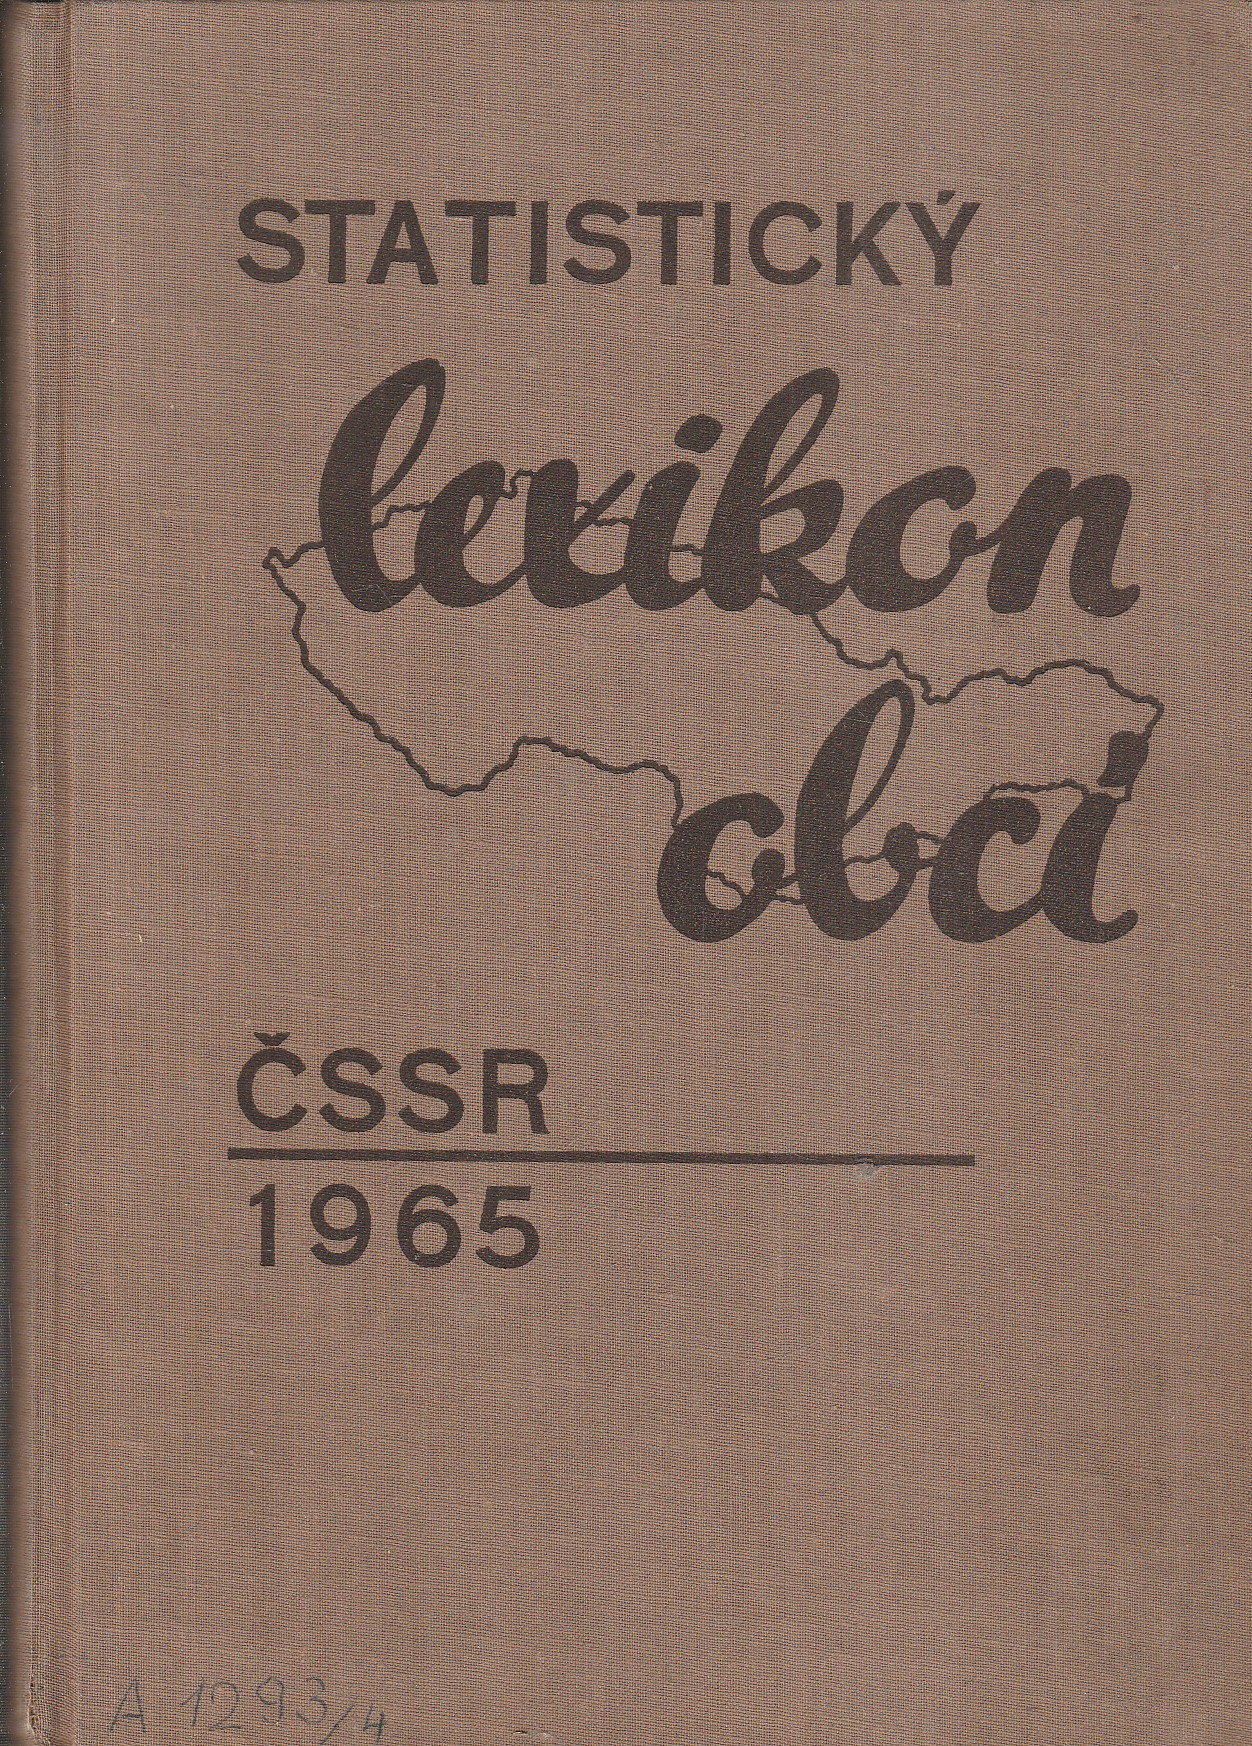 STATISTICKÝ
lexikon
obcí
ČSSR
1965
A 1293/4